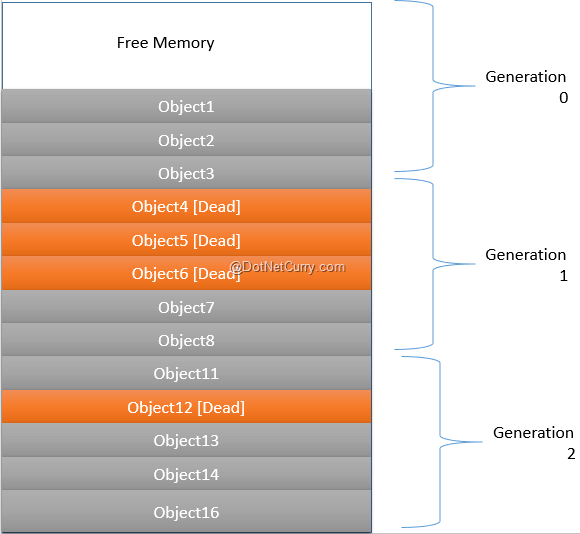 Free Memory
Generation
0
Object1
Object2
Object3
Object4 [Dead]
Object5 [Dead]
Object6 [Dead]
@DotNetCurry.com
Generation
1
Object7
Object8
Object11
Object12 [Dead]
Object13
Generation
2
Object14
Object16